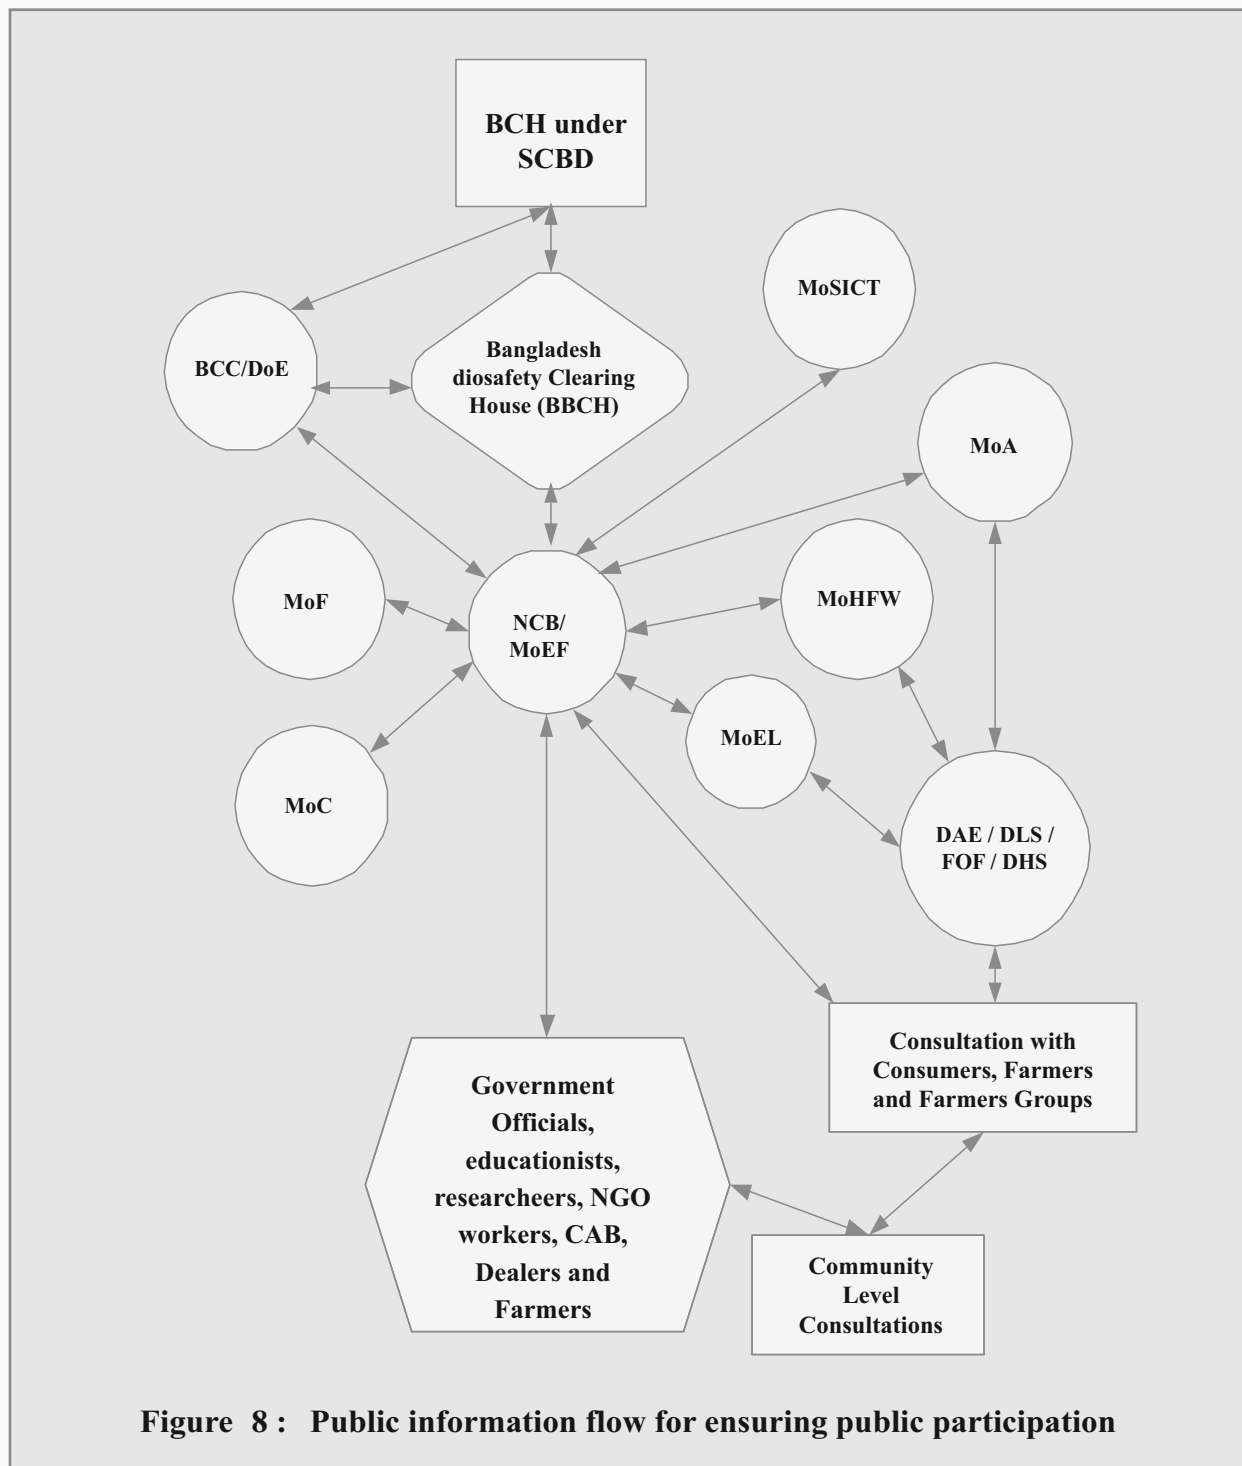 BCH under
SCBD
MoSICT
BCC/DoE
Bangladesh
diosafety Clearing
House (BBCH)
MoA
MoF
NCB/
MoEF
MoHFW
MoEL
MoC
DAE / DLS /
FOF / DHS
Consultation with
Consumers, Farmers
and Farmers Groups
Government
Officials,
educationists,
researcheers, NGO
workers, CAB,
Dealers and
Farmers
Community
Level
Consultations
Figure 8 : Public information flow for ensuring public participation